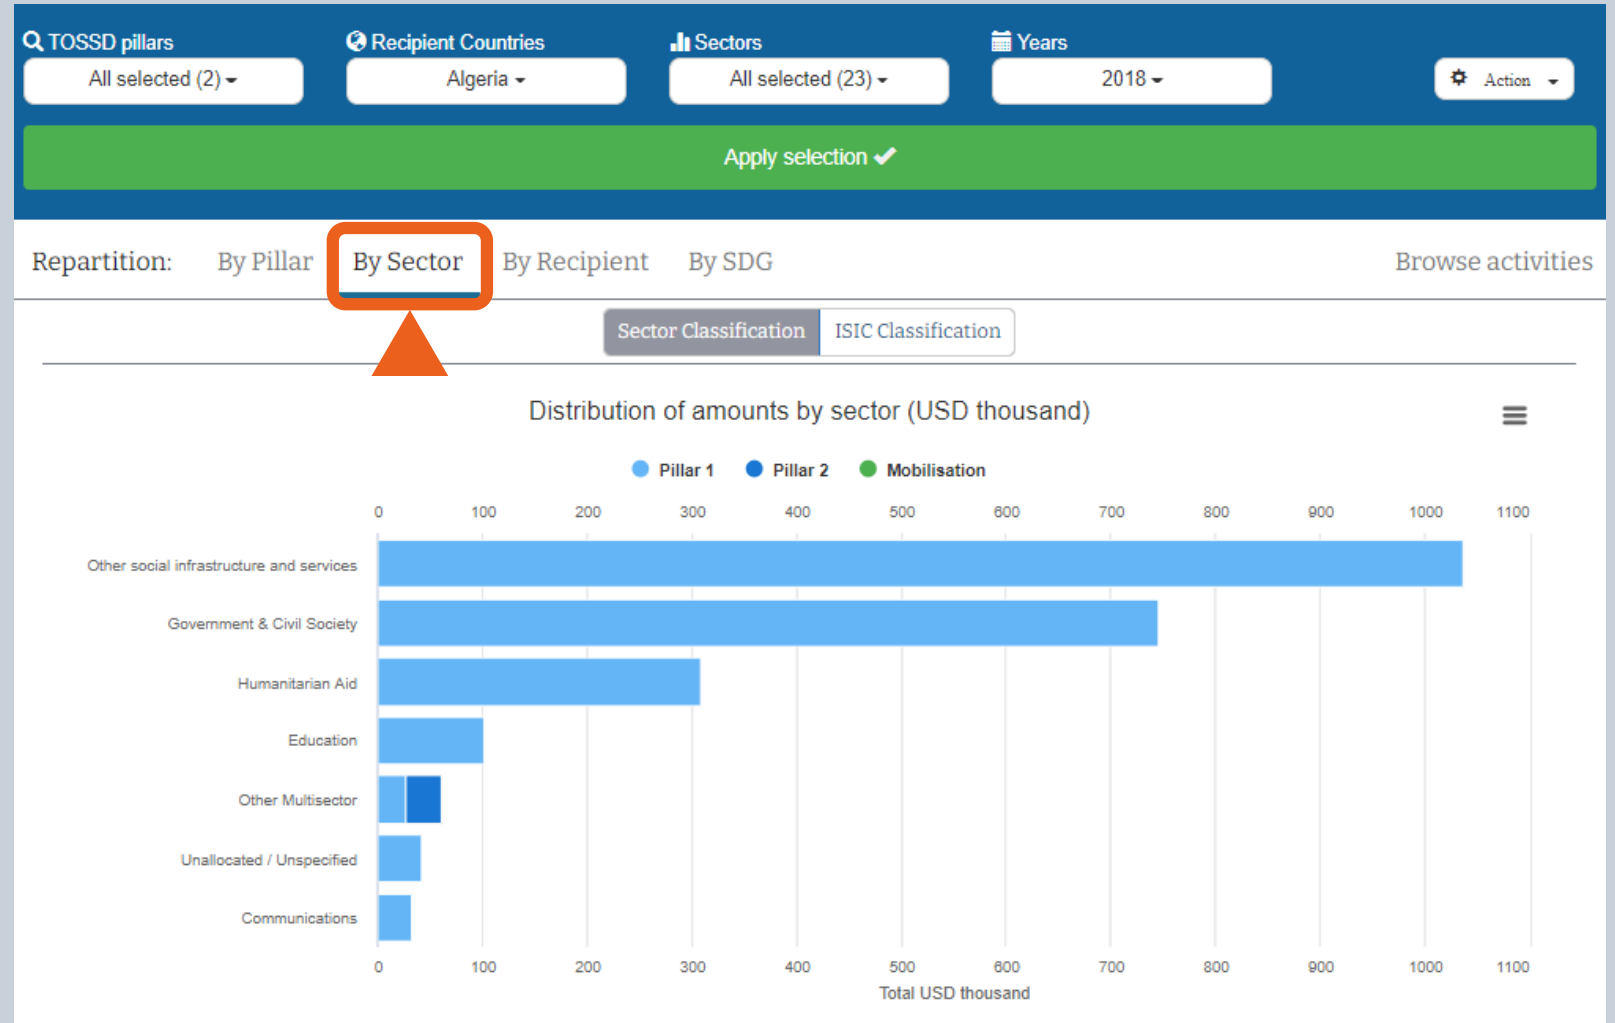 TOSSD pillars Recipient Countries Sectors Years
All selected (2) Algeria All selected (23) 2018 Action
Apply selection
Repartition: By Pillar By Sector By Recipient By SDG Browse activities
Sector Classification ISIC Classification
Distribution of amounts by sector (USD thousand)
Pillar 1 Pillar 2 Mobilisation
0 100 200 300 400 500 600 700 800 900 1000 1100
Other social infrastructure and services
Government & Civil Society
Humanitarian Aid
Education
Other Multisector
Unallocated / Unspecified
Communications
0 100 200 300 400 500 600 700 800 900 1000 1100
Total USD thousand